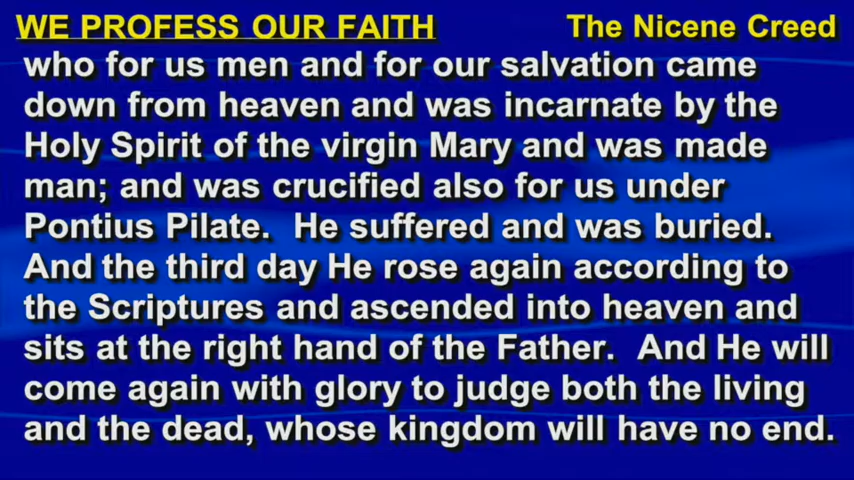 WE PROFESS OUR FAITH The Nicene Creed
who for us men and for our salvation came
down from heaven and was incarnate by the
Holy Spirit of the virgin Mary and was made
man; and was crucified also for us under
Pontius Pilate.  He suffered and was buried.
And the third day He rose again according to
the Scriptures and ascended into heaven and
sits at the right hand of the Father.  And He will
come again with glory to judge both the living
and the dead, whose kingdom will have no end.